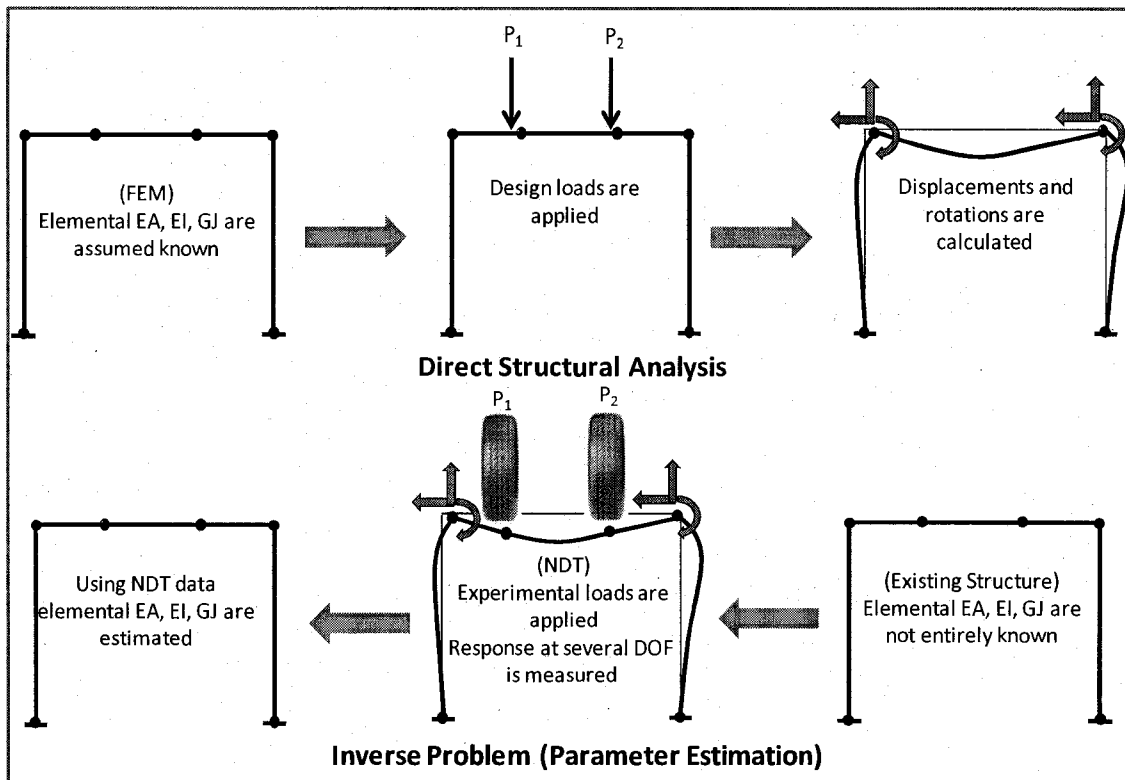 P1
P2
(FEM)
Elemental EA, EI, GJ are
assumed known
Design loads are
applied
Displacements and
rotations are
calculated
Direct Structural Analysis
P1
P2
Using NDT data
elemental EA, EI, GJ are
estimated
(NDT)
Experimental loads are
applied
Response at several DOF
is measured
(Existing Structure)
Elemental EA, EI, GJ are
not entirely known
Inverse Problem (Parameter Estimation)